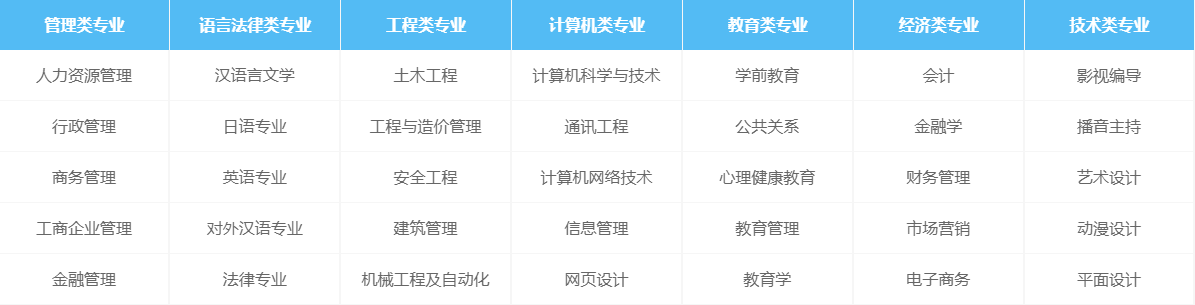 管理类专业 语言法律类专业 工程类专业 计算机类专业 教育类专业 经济类专业 技术类专业
人力资源管理 汉语言文学 土木工程 计算机科学与技术 学前教育 会计 影视编导
行政管理 日语专业 工程与造价管理 通讯工程 公共关系 金融学 播音主持
商务管理 英语专业 安全工程 计算机网络技术 心理健康教育 财务管理 艺术设计
工商企业管理 对外汉语专业 建筑管理 信息管理 教育管理 市场营销 动漫设计
金融管理 法律专业 机械工程及自动化 网页设计 教育学 电子商务 平面设计